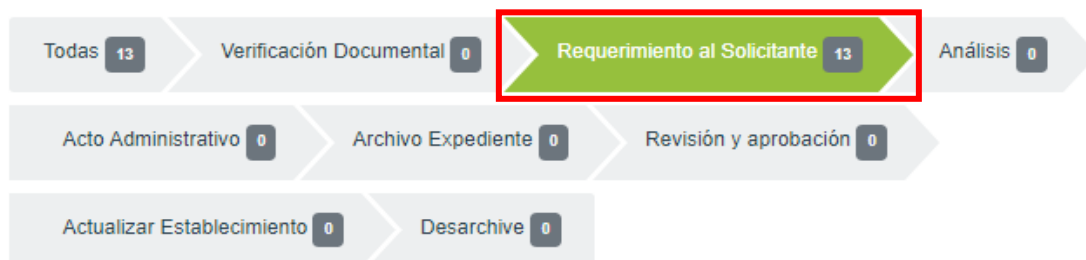 Todas 13 Verificación Documental 0 Requerimiento al Solicitante 13 Análisis 0
Acto Administrativo 0 Archivo Expediente 0 Revisión y aprobación 0
Actualizar Establecimiento 0 Desarchive 0